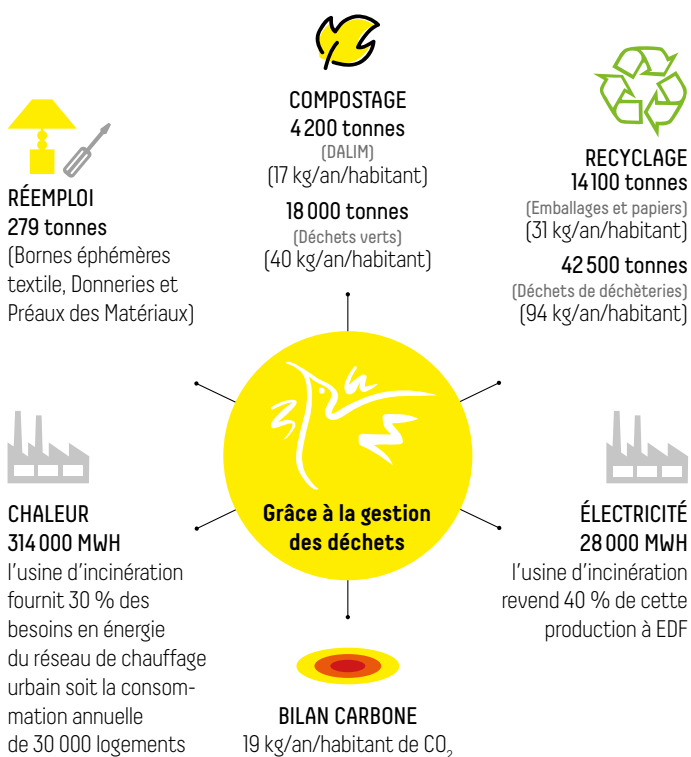 COMPOSTAGE
4 200 tonnes
(DALIM)
(17 kg/an/habitant)
18 000 tonnes
(Déchets verts)
(40 kg/an/habitant)
RÉEMPLOI
279 tonnes
(Bornes éphémères
textile, Donneries et
Préaux des Matériaux)
RECYCLAGE
14 100 tonnes
(Emballages et papiers)
(31 kg/an/habitant)
42 500 tonnes
(Déchets de déchèteries)
(94 kg/an/habitant)
Grâce à la gestion
des déchets
CHALEUR
314 000 MWH
l'usine d'incinération
fournit 30 % des
besoins en énergie
du réseau de chauffage
urbain soit la consom-
mation annuelle
de 30 000 logements
ÉLECTRICITÉ
28 000 MWH
l'usine d'incinération
revend 40 % de cette
production à EDF
BILAN CARBONE
19 kg/an/habitant de CO₂